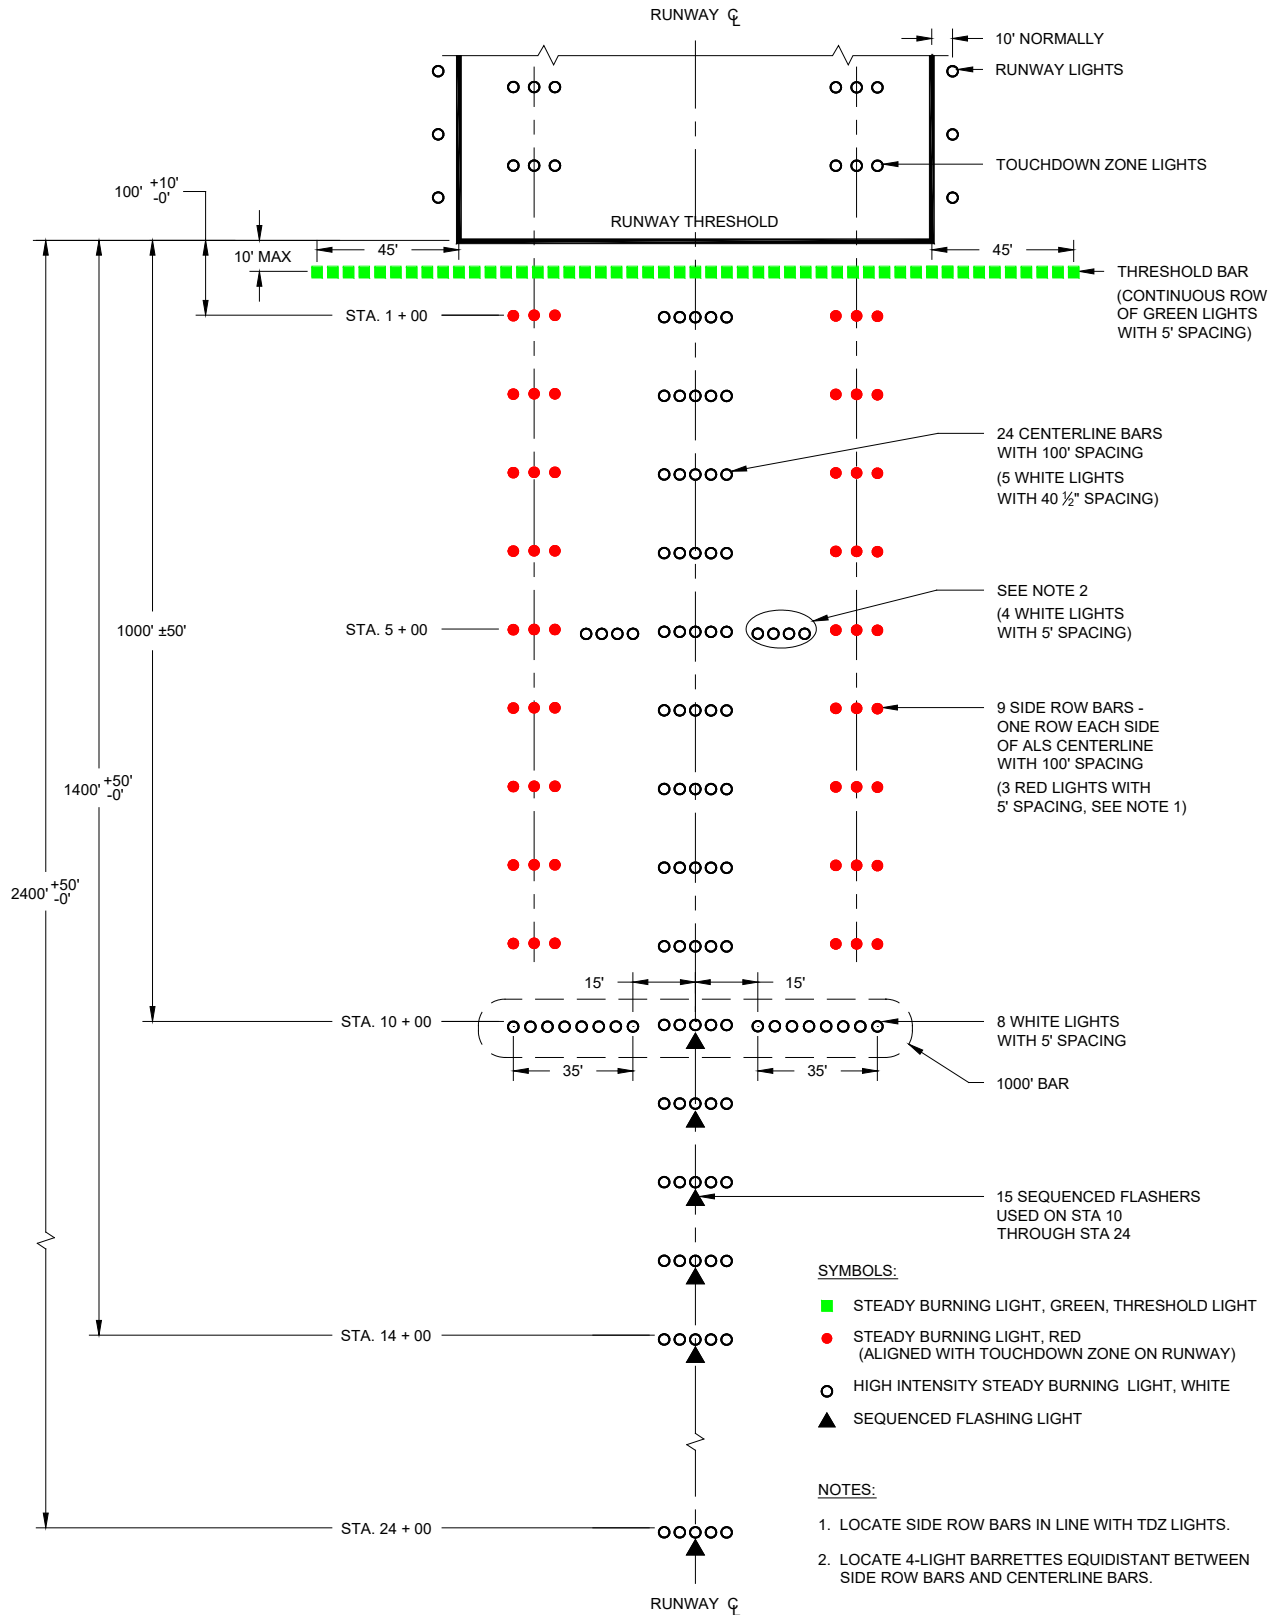 RUNWAY ℄
10' NORMALLY
RUNWAY LIGHTS
TOUCHDOWN ZONE LIGHTS
100' +10'
-0'
RUNWAY THRESHOLD
45'
45'
10' MAX
THRESHOLD BAR
(CONTINUOUS ROW
OF GREEN LIGHTS
WITH 5' SPACING)
STA. 1 + 00
24 CENTERLINE BARS
WITH 100' SPACING
(5 WHITE LIGHTS
WITH 40 ½" SPACING)
SEE NOTE 2
(4 WHITE LIGHTS
WITH 5' SPACING)
1000' ±50'
STA. 5 + 00
9 SIDE ROW BARS -
ONE ROW EACH SIDE
OF ALS CENTERLINE
WITH 100' SPACING
(3 RED LIGHTS WITH
5' SPACING, SEE NOTE 1)
1400' +50'
-0'
2400' +50'
-0'
15'
15'
STA. 10 + 00
8 WHITE LIGHTS
WITH 5' SPACING
35'
35'
1000' BAR
15 SEQUENCED FLASHERS
USED ON STA 10
THROUGH STA 24
SYMBOLS:
STEADY BURNING LIGHT, GREEN, THRESHOLD LIGHT
STA. 14 + 00
STEADY BURNING LIGHT, RED
(ALIGNED WITH TOUCHDOWN ZONE ON RUNWAY)
HIGH INTENSITY STEADY BURNING LIGHT, WHITE
SEQUENCED FLASHING LIGHT
NOTES:
STA. 24 + 00
1. LOCATE SIDE ROW BARS IN LINE WITH TDZ LIGHTS.
2. LOCATE 4-LIGHT BARRETTES EQUIDISTANT BETWEEN
SIDE ROW BARS AND CENTERLINE BARS.
RUNWAY ℄